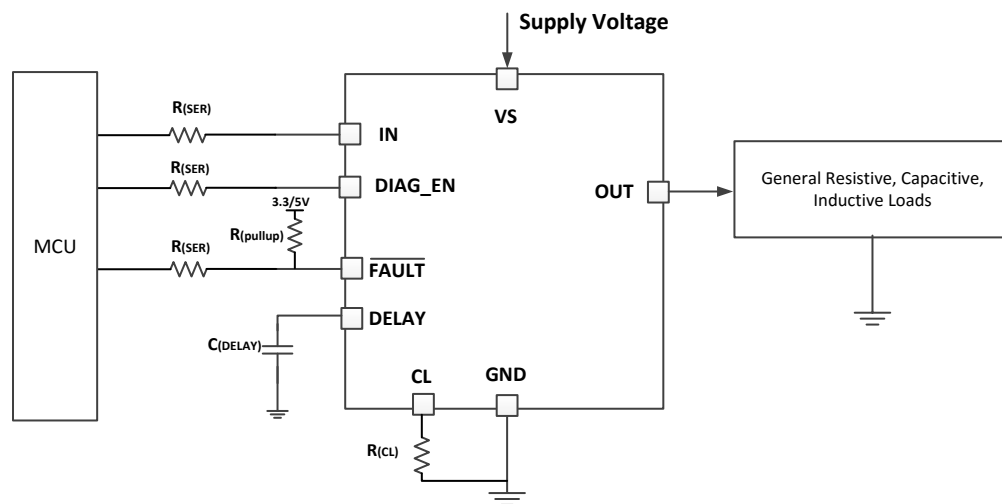 Supply Voltage
VS
R(SER)
IN
R(SER)
DIAG_EN
3.3/5V
R(pullup)
MCU
R(SER)
FAULT
DELAY
C(DELAY)
CL
GND
R(CL)
OUT
General Resistive, Capacitive,
Inductive Loads